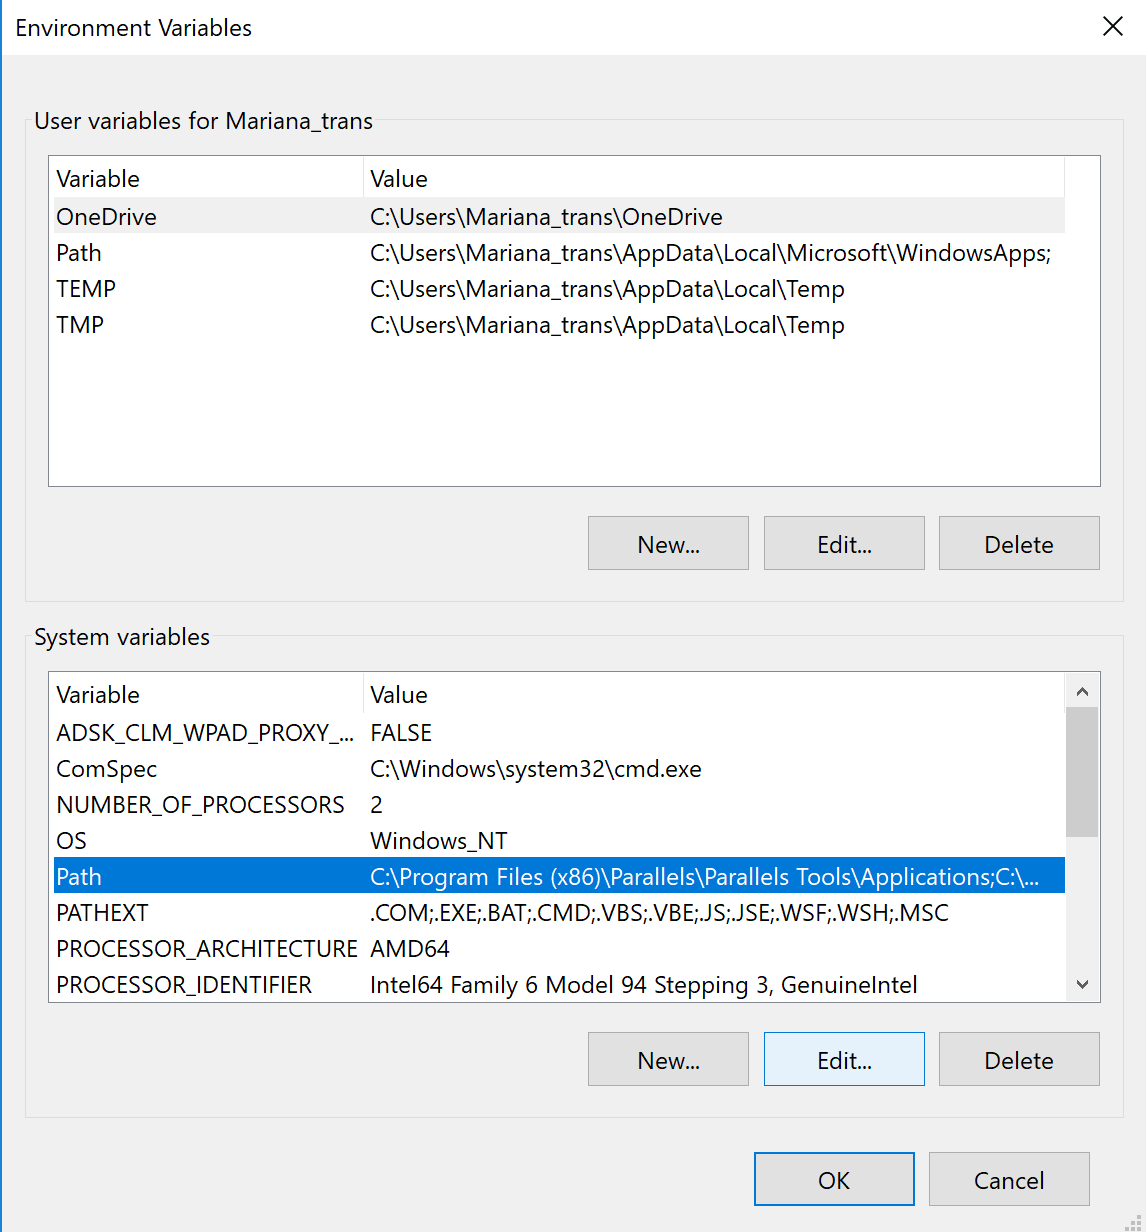 Environment Variables
User variables for Mariana_trans
Variable Value
OneDrive C:\Users\Mariana_trans\OneDrive
Path C:\Users\Mariana_trans\AppData\Local\Microsoft\WindowsApps;
TEMP C:\Users\Mariana_trans\AppData\Local\Temp
TMP C:\Users\Mariana_trans\AppData\Local\Temp
New... Edit... Delete
System variables
Variable Value
ADSK_CLM_WPAD_PROXY_... FALSE
ComSpec C:\Windows\system32\cmd.exe
NUMBER_OF_PROCESSORS 2
OS Windows_NT
Path C:\Program Files (x86)\Parallels\Parallels Tools\Applications;C:\...
PATHEXT .COM;.EXE;.BAT;.CMD;.VBS;.VBE;.JS;.JSE;.WSF;.WSH;.MSC
PROCESSOR_ARCHITECTURE AMD64
PROCESSOR_IDENTIFIER Intel64 Family 6 Model 94 Stepping 3, GenuineIntel
New... Edit... Delete
OK Cancel